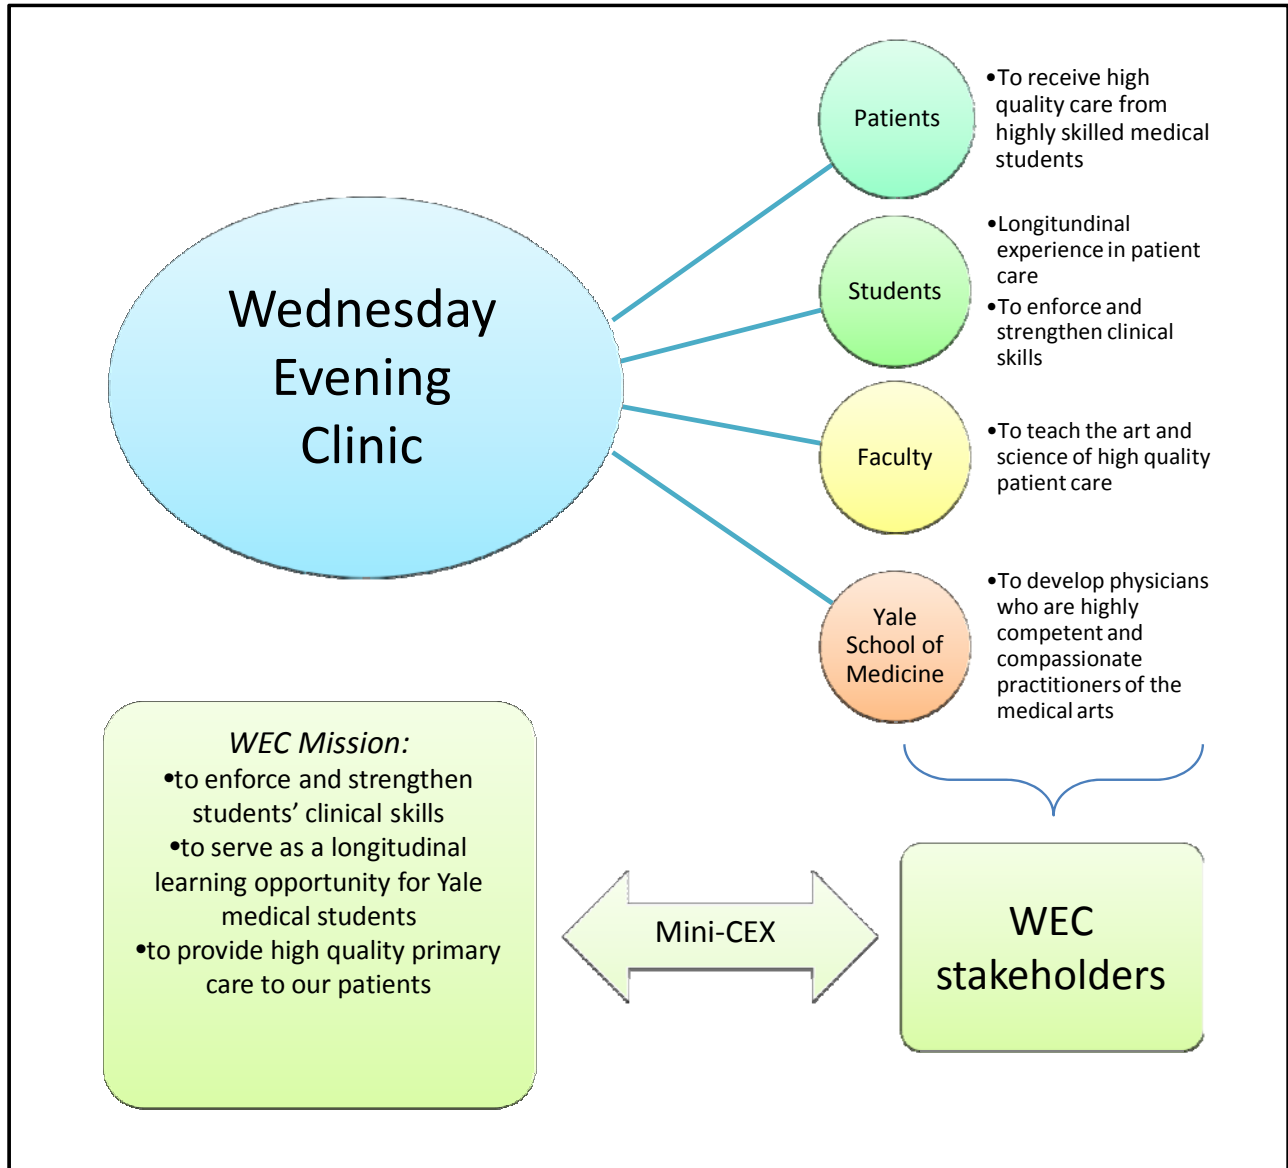 Wednesday
Evening
Clinic
Patients
•To receive high
quality care from
highly skilled medical
students
Students
•Longitundinal
experience in patient
care
•To enforce and
strengthen clinical
skills
Faculty
•To teach the art and
science of high quality
patient care
Yale
School of
Medicine
•To develop physicians
who are highly
competent and
compassionate
practitioners of the
medical arts
WEC Mission:
•to enforce and strengthen
students’ clinical skills
•to serve as a longitudinal
learning opportunity for Yale
medical students
•to provide high quality primary
care to our patients
Mini-CEX
WEC
stakeholders